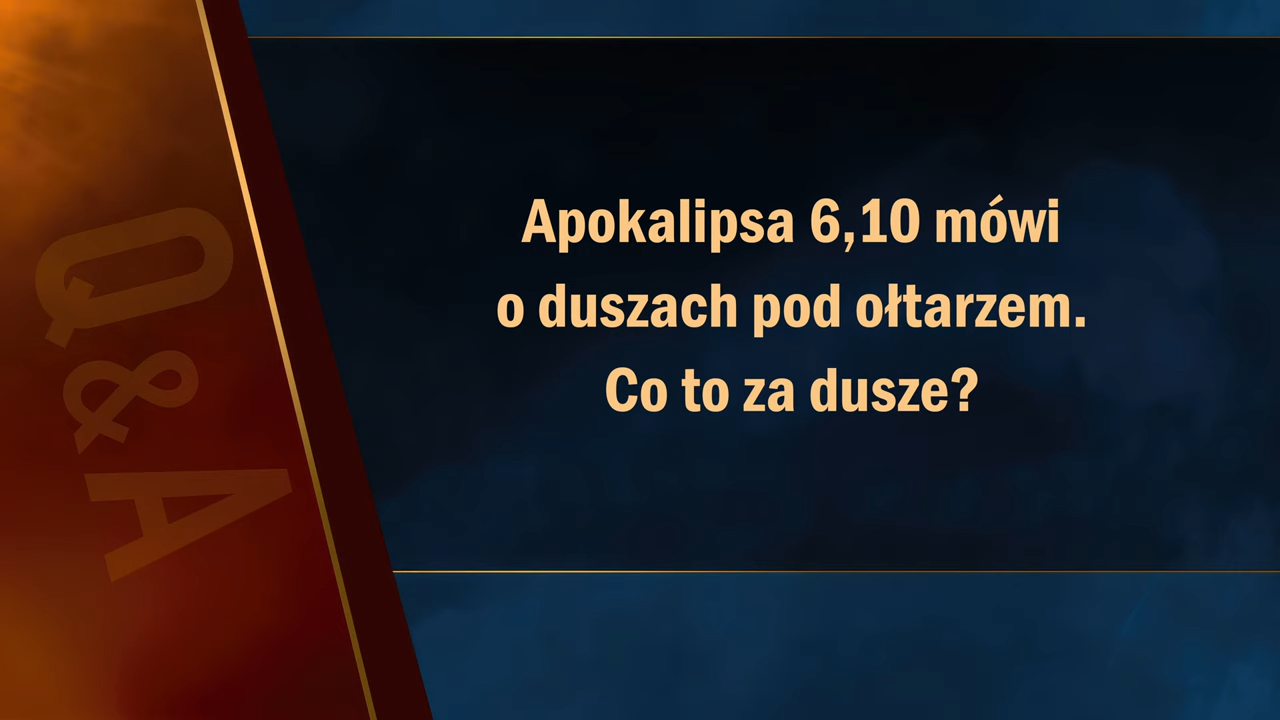 Q&A
Apokalipsa 6,10 mówi
o duszach pod ołtarzem.
Co to za dusze?